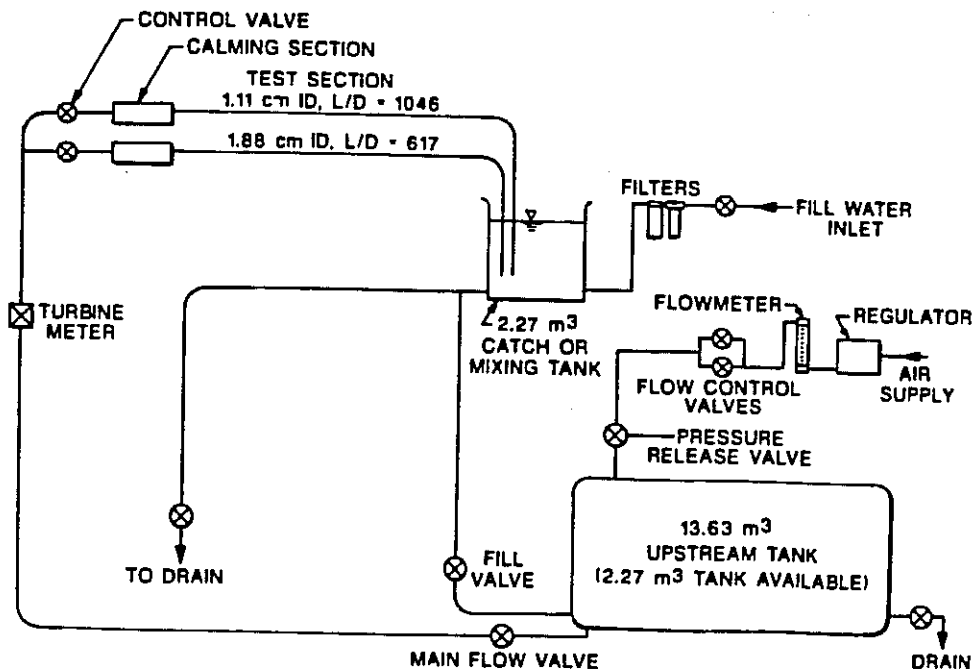 CONTROL VALVE
CALMING SECTION
TEST SECTION
1.11 cm ID, L/D = 1046
1.88 cm ID, L/D = 617
FILTERS
FILL WATER
INLET
TURBINE
METER
2.27 m³
CATCH OR
MIXING TANK
FLOWMETER
REGULATOR
AIR
SUPPLY
FLOW CONTROL
VALVES
PRESSURE
RELEASE VALVE
13.63 m³
UPSTREAM TANK
(2.27 m³ TANK AVAILABLE)
TO DRAIN
FILL
VALVE
MAIN FLOW VALVE
DRAIN